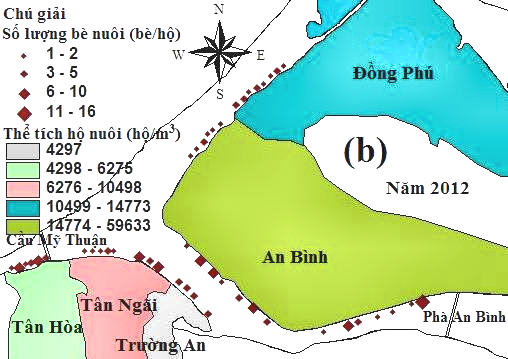 Chú giải
Số lượng bè nuôi (bè/hộ)
1 - 2
3 - 5
6 - 10
11 - 16
Thể tích hộ nuôi (hộ/m³)
4297
4298 - 6275
6276 - 10498
10499 - 14773
14774 - 59633
Cầu Mỹ Thuận
N
W E
S
Đồng Phú
(b)
Năm 2012
An Bình
Phà An Bình
Tân Ngãi
Tân Hòa
Trường An